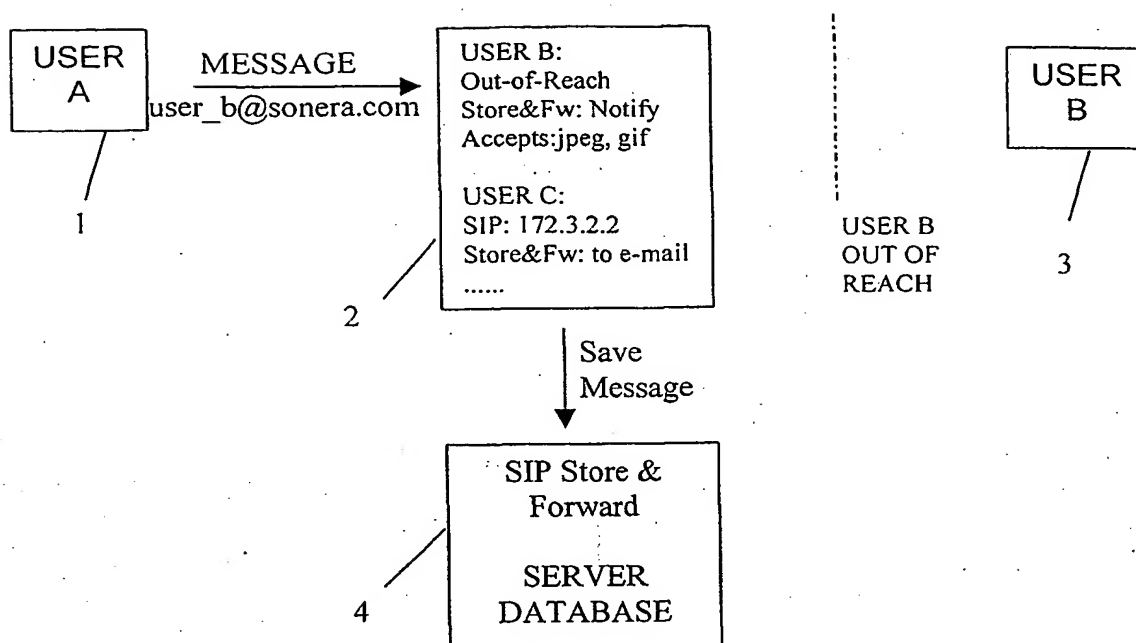 USER
A
1
MESSAGE
user_b@sonera.com
USER B:
Out-of-Reach
Store&Fw: Notify
Accepts:jpeg, gif
USER C:
SIP: 172.3.2.2
Store&Fw: to e-mail
......
2
USER B
OUT OF
REACH
USER
B
3
Save
Message
SIP Store &
Forward
SERVER
DATABASE
4